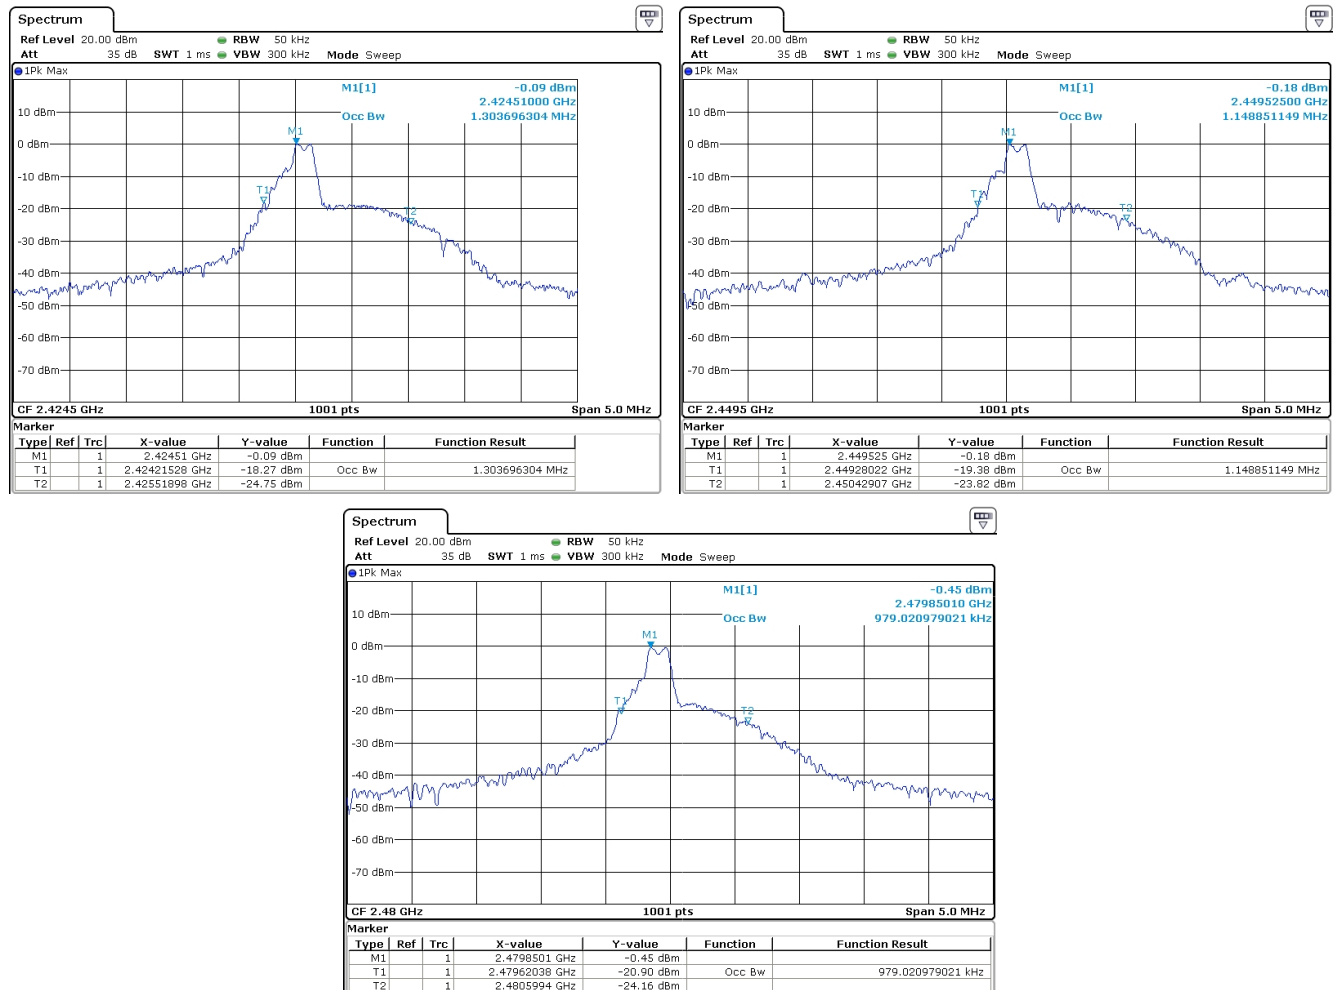 Spectrum
Ref Level 20.00 dBm RBW 50 kHz
Att 35 dB SWT 1 ms VBW 300 kHz Mode Sweep
1Pk Max
M1[1] -0.09 dBm
2.42451000 GHz
Occ Bw 1.303696304 MHz
10 dBm
M1
0 dBm
-10 dBm
T1
-20 dBm
T2
-30 dBm
-40 dBm
-50 dBm
-60 dBm
-70 dBm
CF 2.4245 GHz 1001 pts Span 5.0 MHz
Marker
Type Ref Trc X-value Y-value Function Function Result
M1 1 2.42451 GHz -0.09 dBm
T1 1 2.42421528 GHz -18.27 dBm Occ Bw 1.303696304 MHz
T2 1 2.42551898 GHz -24.75 dBm
Spectrum
Ref Level 20.00 dBm RBW 50 kHz
Att 35 dB SWT 1 ms VBW 300 kHz Mode Sweep
1Pk Max
M1[1] -0.18 dBm
2.44952500 GHz
Occ Bw 1.148851149 MHz
10 dBm
M1
0 dBm
-10 dBm
T1
-20 dBm
T2
-30 dBm
-40 dBm
-50 dBm
-60 dBm
-70 dBm
CF 2.4495 GHz 1001 pts Span 5.0 MHz
Marker
Type Ref Trc X-value Y-value Function Function Result
M1 1 2.449525 GHz -0.18 dBm
T1 1 2.44928022 GHz -19.38 dBm Occ Bw 1.148851149 MHz
T2 1 2.45042907 GHz -23.82 dBm
Spectrum
Ref Level 20.00 dBm RBW 50 kHz
Att 35 dB SWT 1 ms VBW 300 kHz Mode Sweep
1Pk Max
M1[1] -0.45 dBm
2.47985010 GHz
Occ Bw 979.020979021 kHz
10 dBm
M1
0 dBm
-10 dBm
T1
-20 dBm
T2
-30 dBm
-40 dBm
-50 dBm
-60 dBm
-70 dBm
CF 2.48 GHz 1001 pts Span 5.0 MHz
Marker
Type Ref Trc X-value Y-value Function Function Result
M1 1 2.4798501 GHz -0.45 dBm
T1 1 2.47962038 GHz -20.90 dBm Occ Bw 979.020979021 kHz
T2 1 2.4805994 GHz -24.16 dBm